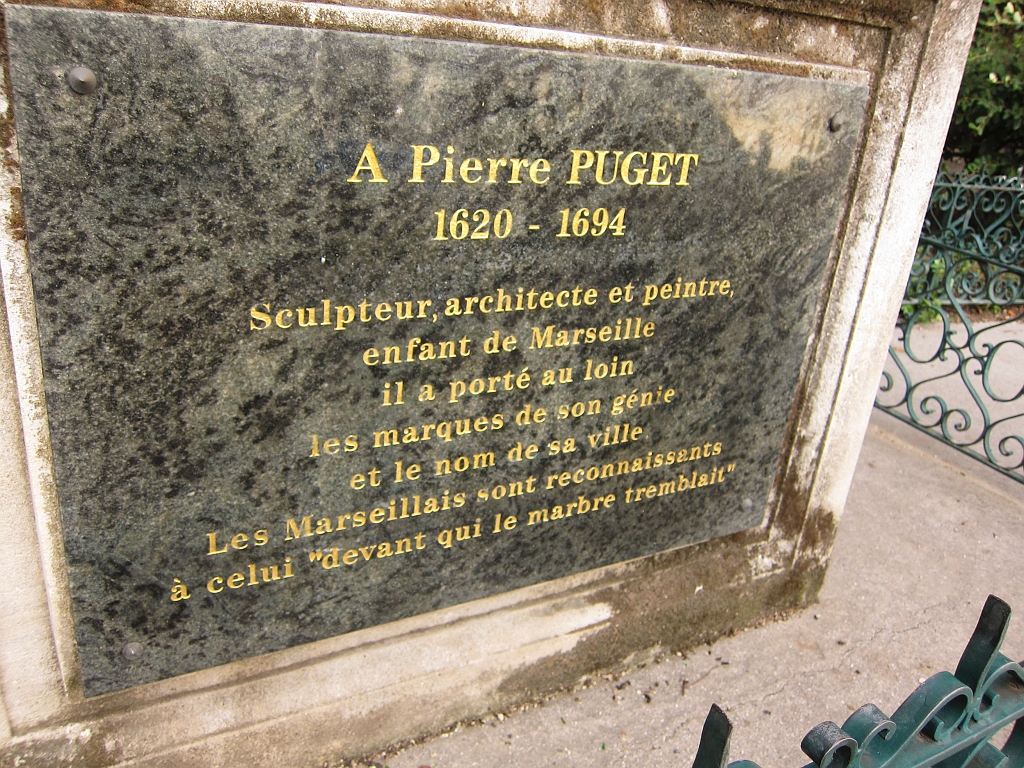 A Pierre PUGET
1620 - 1694
Sculpteur, architecte et peintre,
enfant de Marseille
il a porté au loin
les marques de son génie
et le nom de sa ville.
Les Marseillais sont reconnaissants
à celui "devant qui le marbre tremblait"